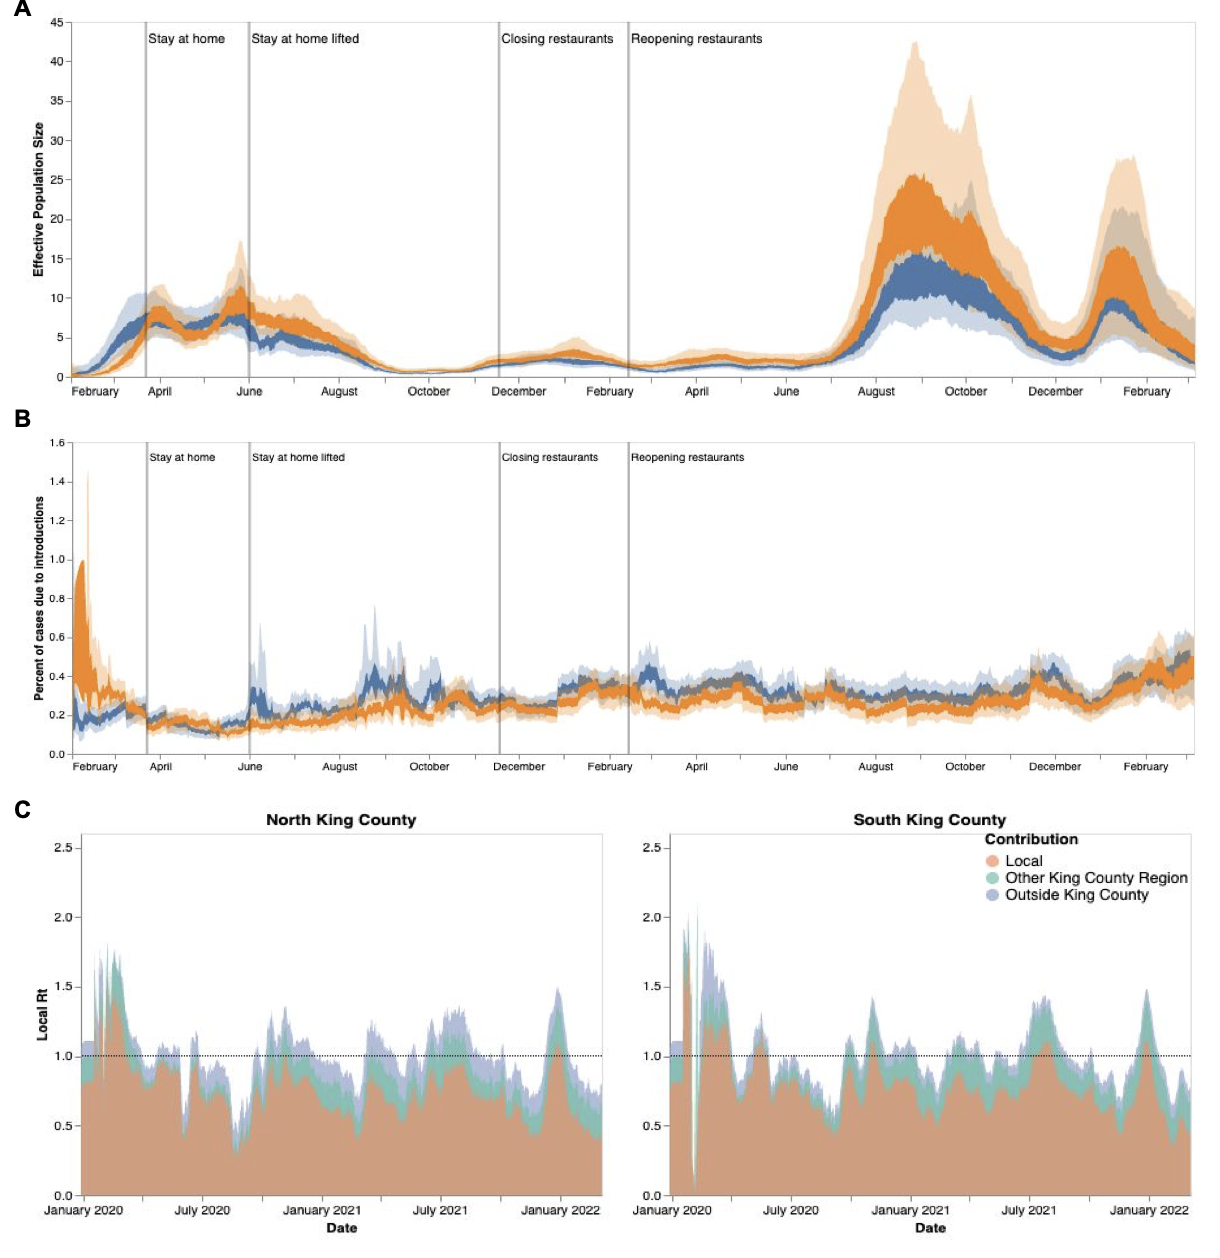 A
45
40
35
30
25
20
15
10
5
0
Effective Population Size
Stay at home
Stay at home lifted
Closing restaurants
Reopening restaurants
February April June August October December February April June August October December February
B
1.6
1.4
1.2
1.0
0.8
0.6
0.4
0.2
0.0
Percent of cases due to introductions
Stay at home
Stay at home lifted
Closing restaurants
Reopening restaurants
February April June August October December February April June August October December February
C
North King County
2.5
2.0
1.5
1.0
0.5
0.0
Local Rt
January 2020 July 2020 January 2021 July 2021 January 2022
Date
South King County
Contribution
Local
Other King County Region
Outside King County
2.5
2.0
1.5
1.0
0.5
0.0
January 2020 July 2020 January 2021 July 2021 January 2022
Date